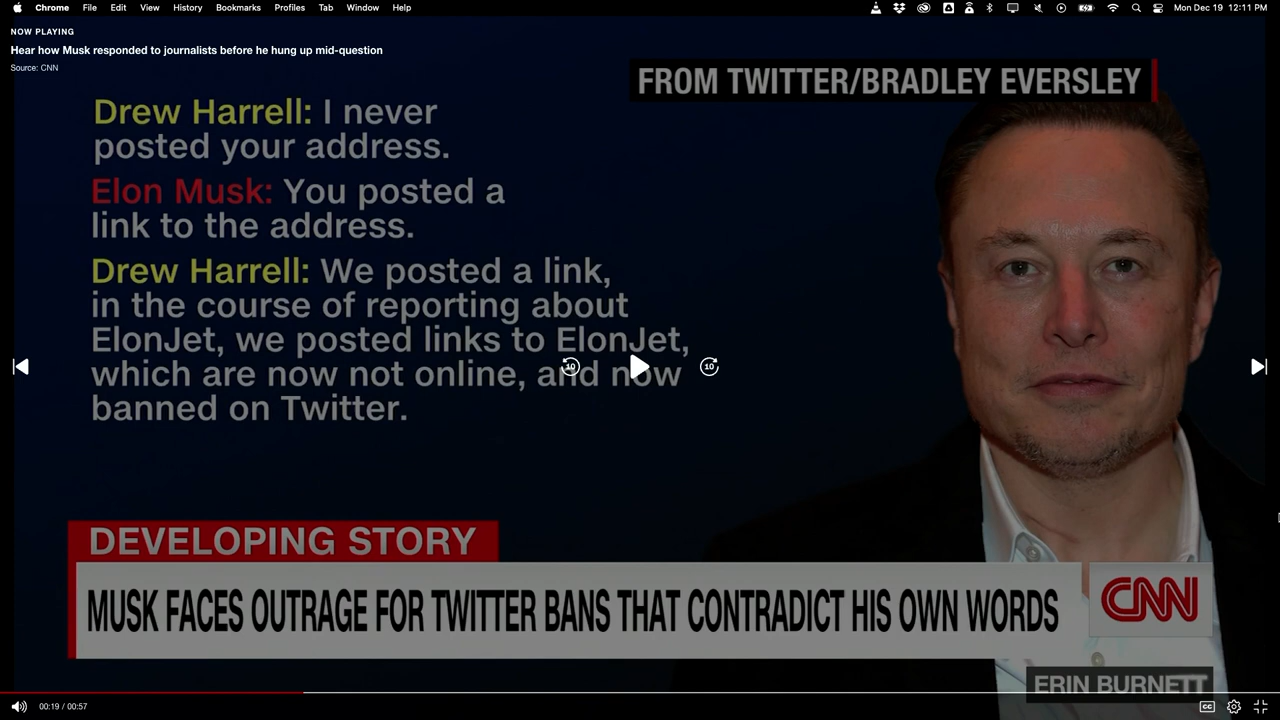 Chrome File Edit View History Bookmarks Profiles Tab Window Help Mon Dec 19 12:11 PM
NOW PLAYING
Hear how Musk responded to journalists before he hung up mid-question
Source: CNN
FROM TWITTER/BRADLEY EVERSLEY
Drew Harrell: I never
posted your address.
Elon Musk: You posted a
link to the address.
Drew Harrell: We posted a link,
in the course of reporting about
ElonJet, we posted links to ElonJet,
which are now not online, and now
banned on Twitter.
10 10
DEVELOPING STORY
MUSK FACES OUTRAGE FOR TWITTER BANS THAT CONTRADICT HIS OWN WORDS
CNN
ERIN BURNETT
00:19 / 00:57 CC